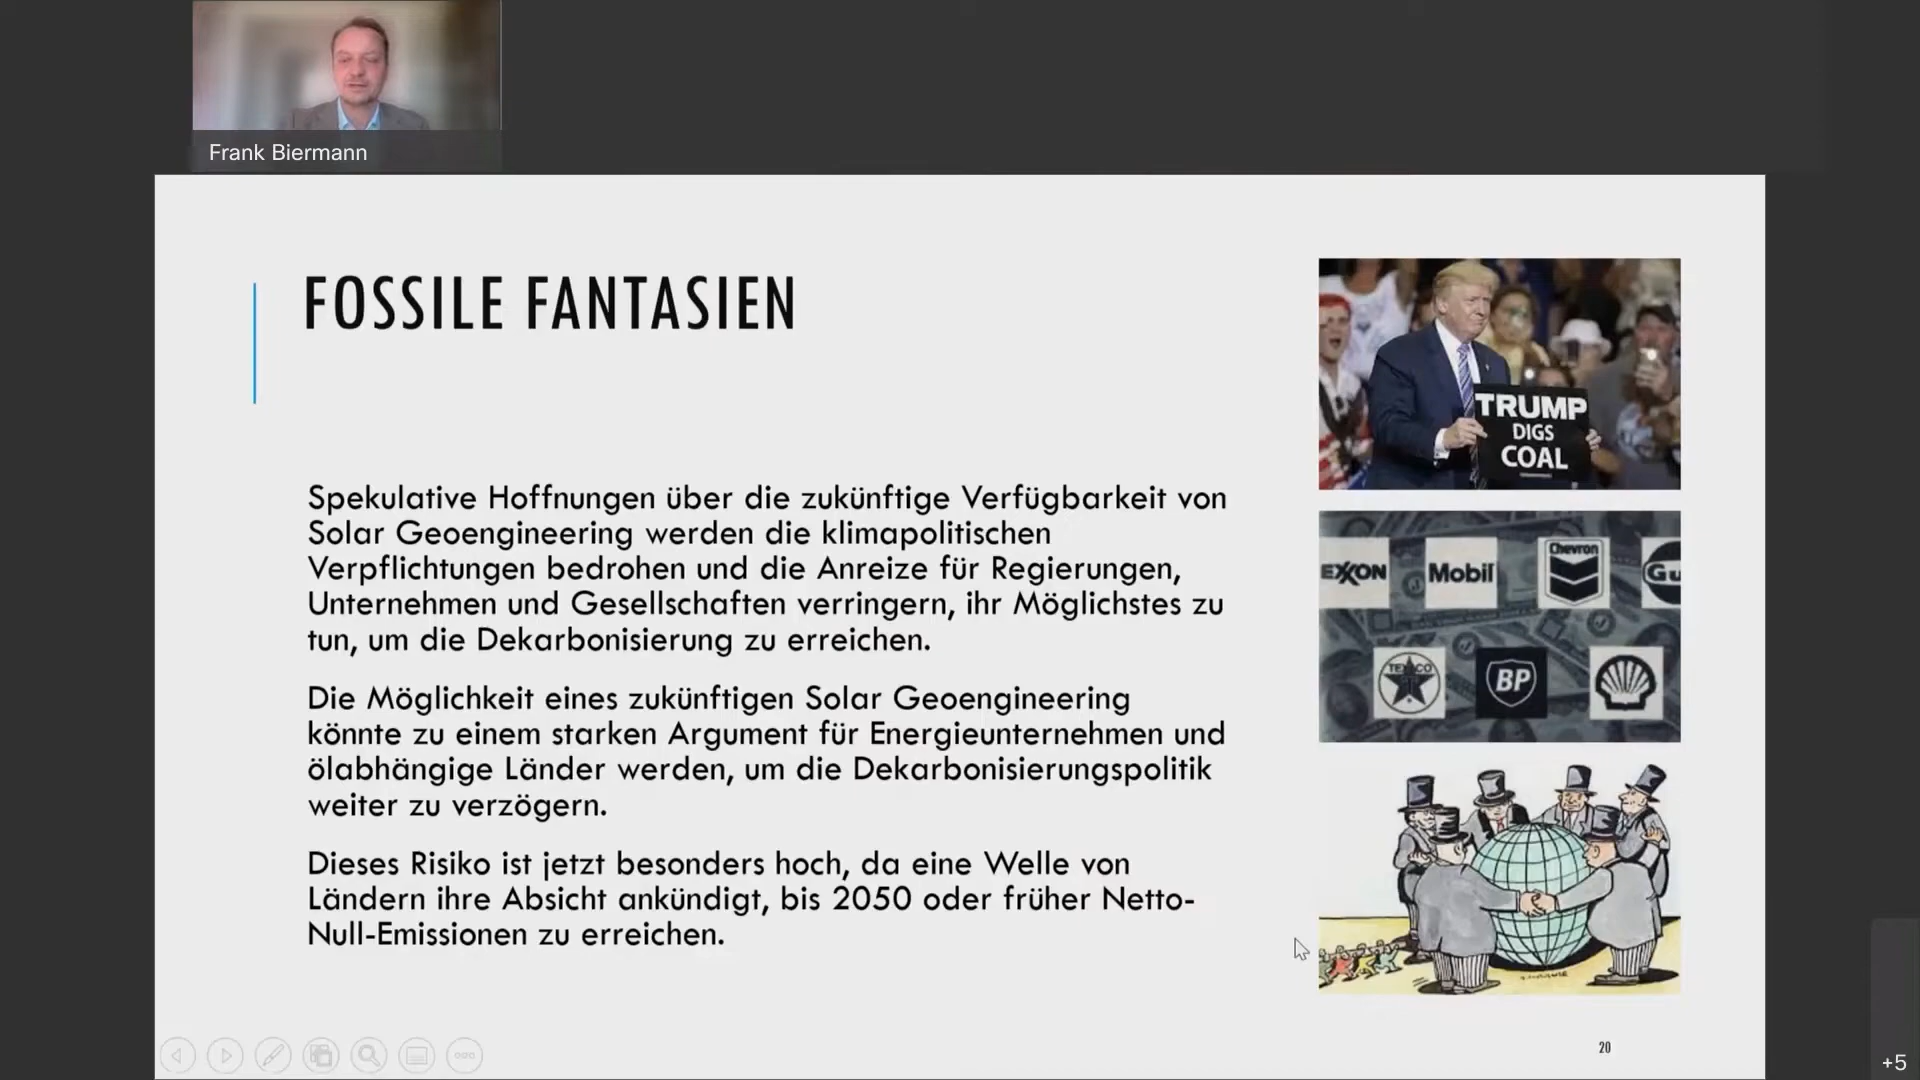 Frank Biermann
FOSSILE FANTASIEN
Spekulative Hoffnungen über die zukünftige Verfügbarkeit von
Solar Geoengineering werden die klimapolitischen
Verpflichtungen bedrohen und die Anreize für Regierungen,
Unternehmen und Gesellschaften verringern, ihr Möglichstes zu
tun, um die Dekarbonisierung zu erreichen.
Die Möglichkeit eines zukünftigen Solar Geoengineering
könnte zu einem starken Argument für Energieunternehmen und
ölabhängige Länder werden, um die Dekarbonisierungspolitik
weiter zu verzögern.
Dieses Risiko ist jetzt besonders hoch, da eine Welle von
Ländern ihre Absicht ankündigt, bis 2050 oder früher Netto-
Null-Emissionen zu erreichen.
TRUMP
DIGS
COAL
EXXON
Mobil
Chevron
Gu
TEXACO
BP
20
+5